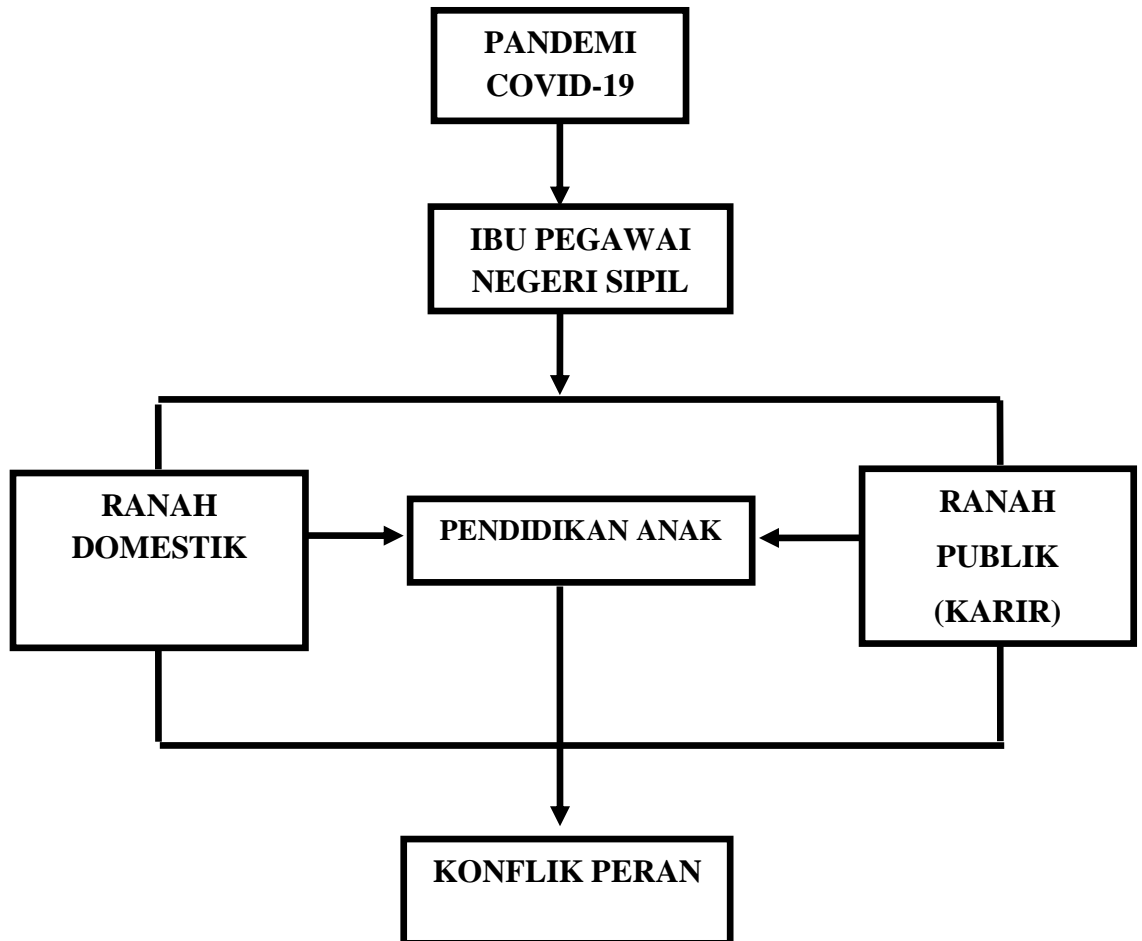 PANDEMI
COVID-19
IBU PEGAWAI
NEGERI SIPIL
RANAH
DOMESTIK
PENDIDIKAN ANAK
RANAH
PUBLIK
(KARIR)
KONFLIK PERAN